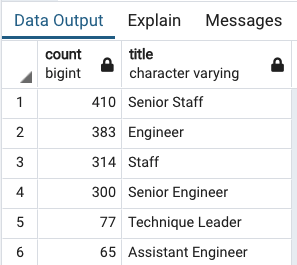 Data Output Explain Messages
count title
bigint character varying
1 410 Senior Staff
2 383 Engineer
3 314 Staff
4 300 Senior Engineer
5 77 Technique Leader
6 65 Assistant Engineer